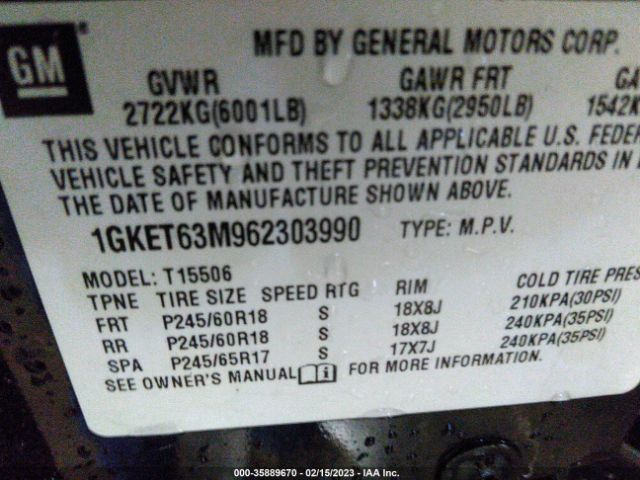 GM
MFD BY GENERAL MOTORS CORP.
GVWR GAWR FRT GA
2722KG(6001LB) 1338KG(2950LB) 1542K
THIS VEHICLE CONFORMS TO ALL APPLICABLE U.S. FEDER
VEHICLE SAFETY AND THEFT PREVENTION STANDARDS IN E
THE DATE OF MANUFACTURE SHOWN ABOVE.
1GKET63M962303990 TYPE: M.P.V.
MODEL: T15506
TPNE TIRE SIZE SPEED RTG RIM COLD TIRE PRES
FRT P245/60R18 S 18X8J 210KPA(30PSI)
RR P245/60R18 S 18X8J 240KPA(35PSI)
SPA P245/65R17 S 17X7J 240KPA(35PSI)
SEE OWNER'S MANUAL i FOR MORE INFORMATION.
000-35889670 - 02/15/2023 - IAA Inc.